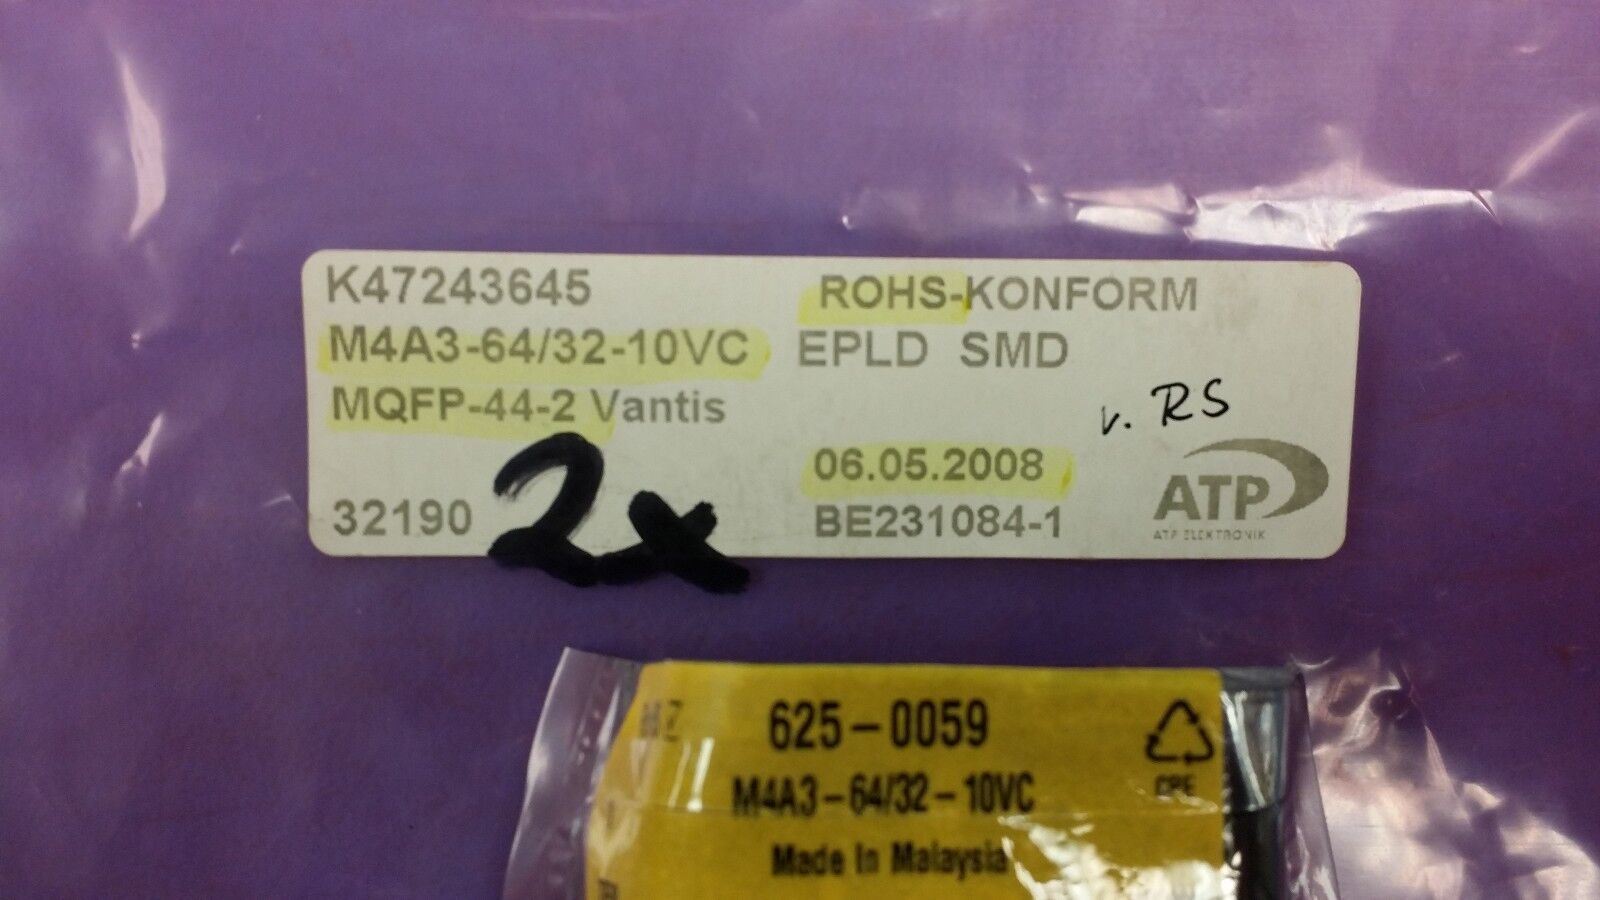 K47243645 ROHS-KONFORM
M4A3-64/32-10VC EPLD SMD
MQFP-44-2 Vantis
v. RS
06.05.2008
32190 2x BE231084-1
ATP
ATP ELEKTRONIK
625-0059
M4A3-64/32-10VC
CPE
Made In Malaysia